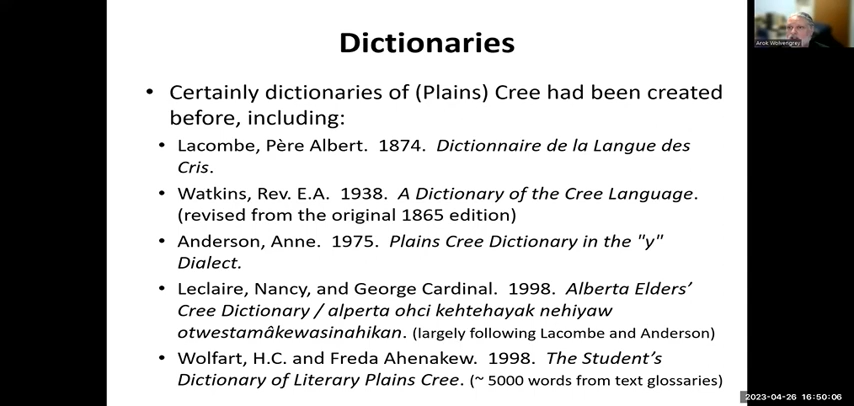 Dictionaries
Arok Wolvengrey
• Certainly dictionaries of (Plains) Cree had been created
before, including:
• Lacombe, Père Albert. 1874. Dictionnaire de la Langue des
Cris.
• Watkins, Rev. E.A. 1938. A Dictionary of the Cree Language.
(revised from the original 1865 edition)
• Anderson, Anne. 1975. Plains Cree Dictionary in the "y"
Dialect.
• Leclaire, Nancy, and George Cardinal. 1998. Alberta Elders’
Cree Dictionary / alperta ohci kehtehayak nehiyaw
otwestamâkewasinahikan. (largely following Lacombe and Anderson)
• Wolfart, H.C. and Freda Ahenakew. 1998. The Student’s
Dictionary of Literary Plains Cree. (~ 5000 words from text glossaries)
2023-04-26 16:50:06